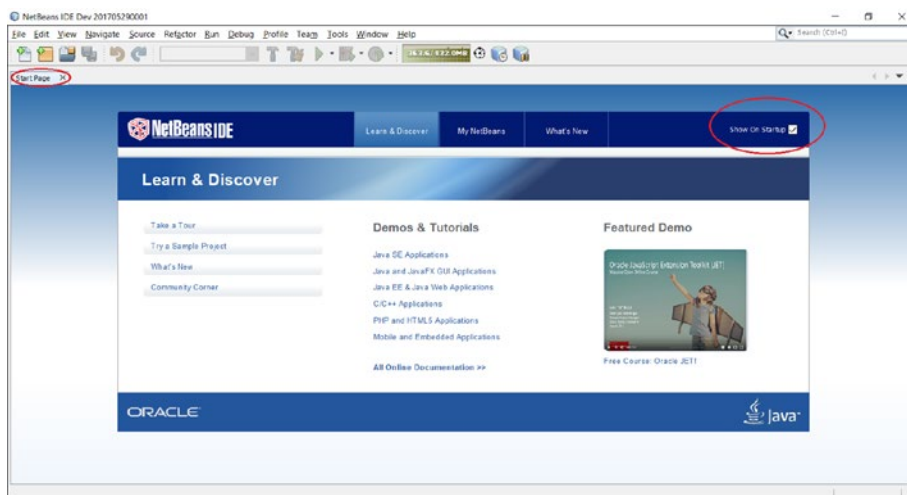 NetBeans IDE Dev 201705290001
File Edit View Navigate Source Refactor Run Debug Profile Team Tools Window Help
Search (Ctrl+I)
Start Page
NetBeans IDE
Learn & Discover
My NetBeans
What's New
Show On Startup
Learn & Discover
Take a Tour
Try a Sample Project
What's New
Community Corner
Demos & Tutorials
Java SE Applications
Java and JavaFX GUI Applications
Java EE & Java Web Applications
C/C++ Applications
PHP and HTML5 Applications
Mobile and Embedded Applications
All Online Documentation >>
Featured Demo
Oracle JavaScript Extension Toolkit (JET)
Free Course: Oracle JET!
ORACLE
Java